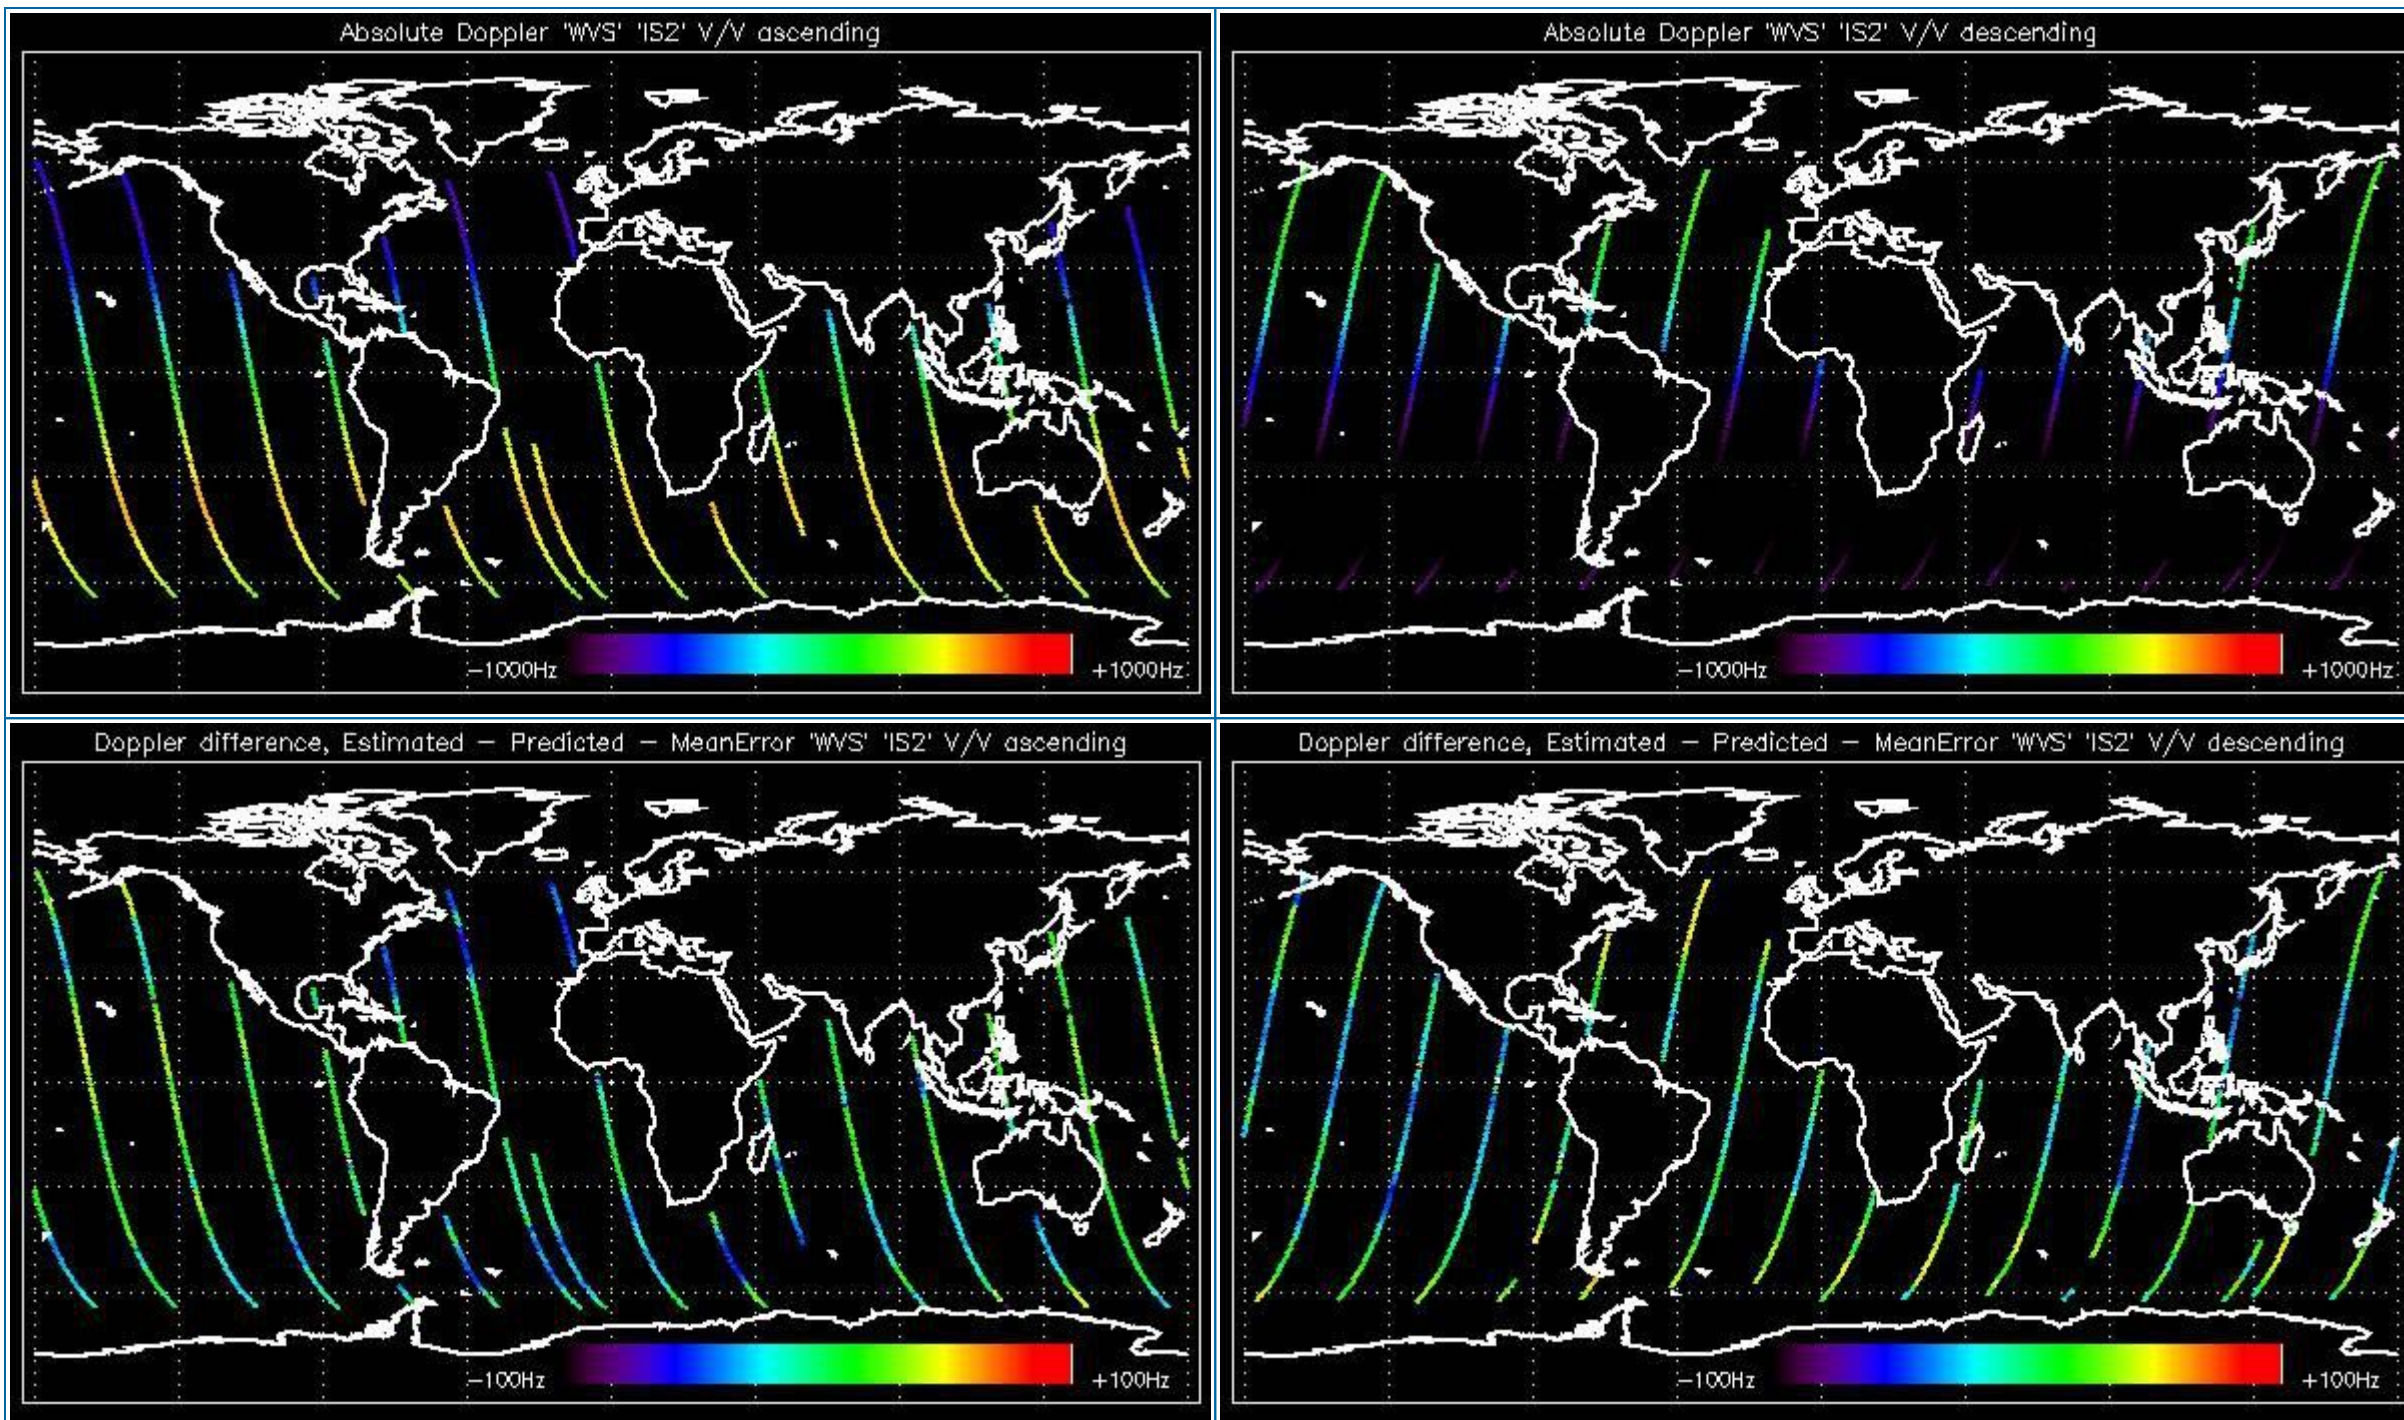 Absolute Doppler 'WVS' 'IS2' V/V ascending
-1000Hz
+1000Hz
Absolute Doppler 'WVS' 'IS2' V/V descending
-1000Hz
+1000Hz
Doppler difference, Estimated - Predicted - MeanError 'WVS' 'IS2' V/V ascending
-100Hz
+100Hz
Doppler difference, Estimated - Predicted - MeanError 'WVS' 'IS2' V/V descending
-100Hz
+100Hz